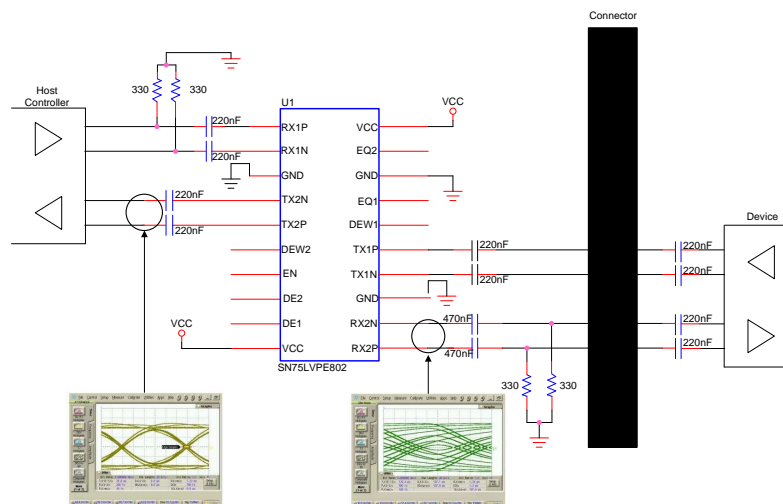 Connector
Host
Controller
330
330
U1
VCC
220nF
220nF
RX1P
RX1N
GND
TX2N
TX2P
DEW2
EN
DE2
DE1
VCC
VCC
EQ2
GND
EQ1
DEW1
TX1P
TX1N
GND
RX2N
RX2P
220nF
220nF
Device
220nF
220nF
220nF
220nF
470nF
470nF
220nF
220nF
VCC
SN75LVPE802
330
330